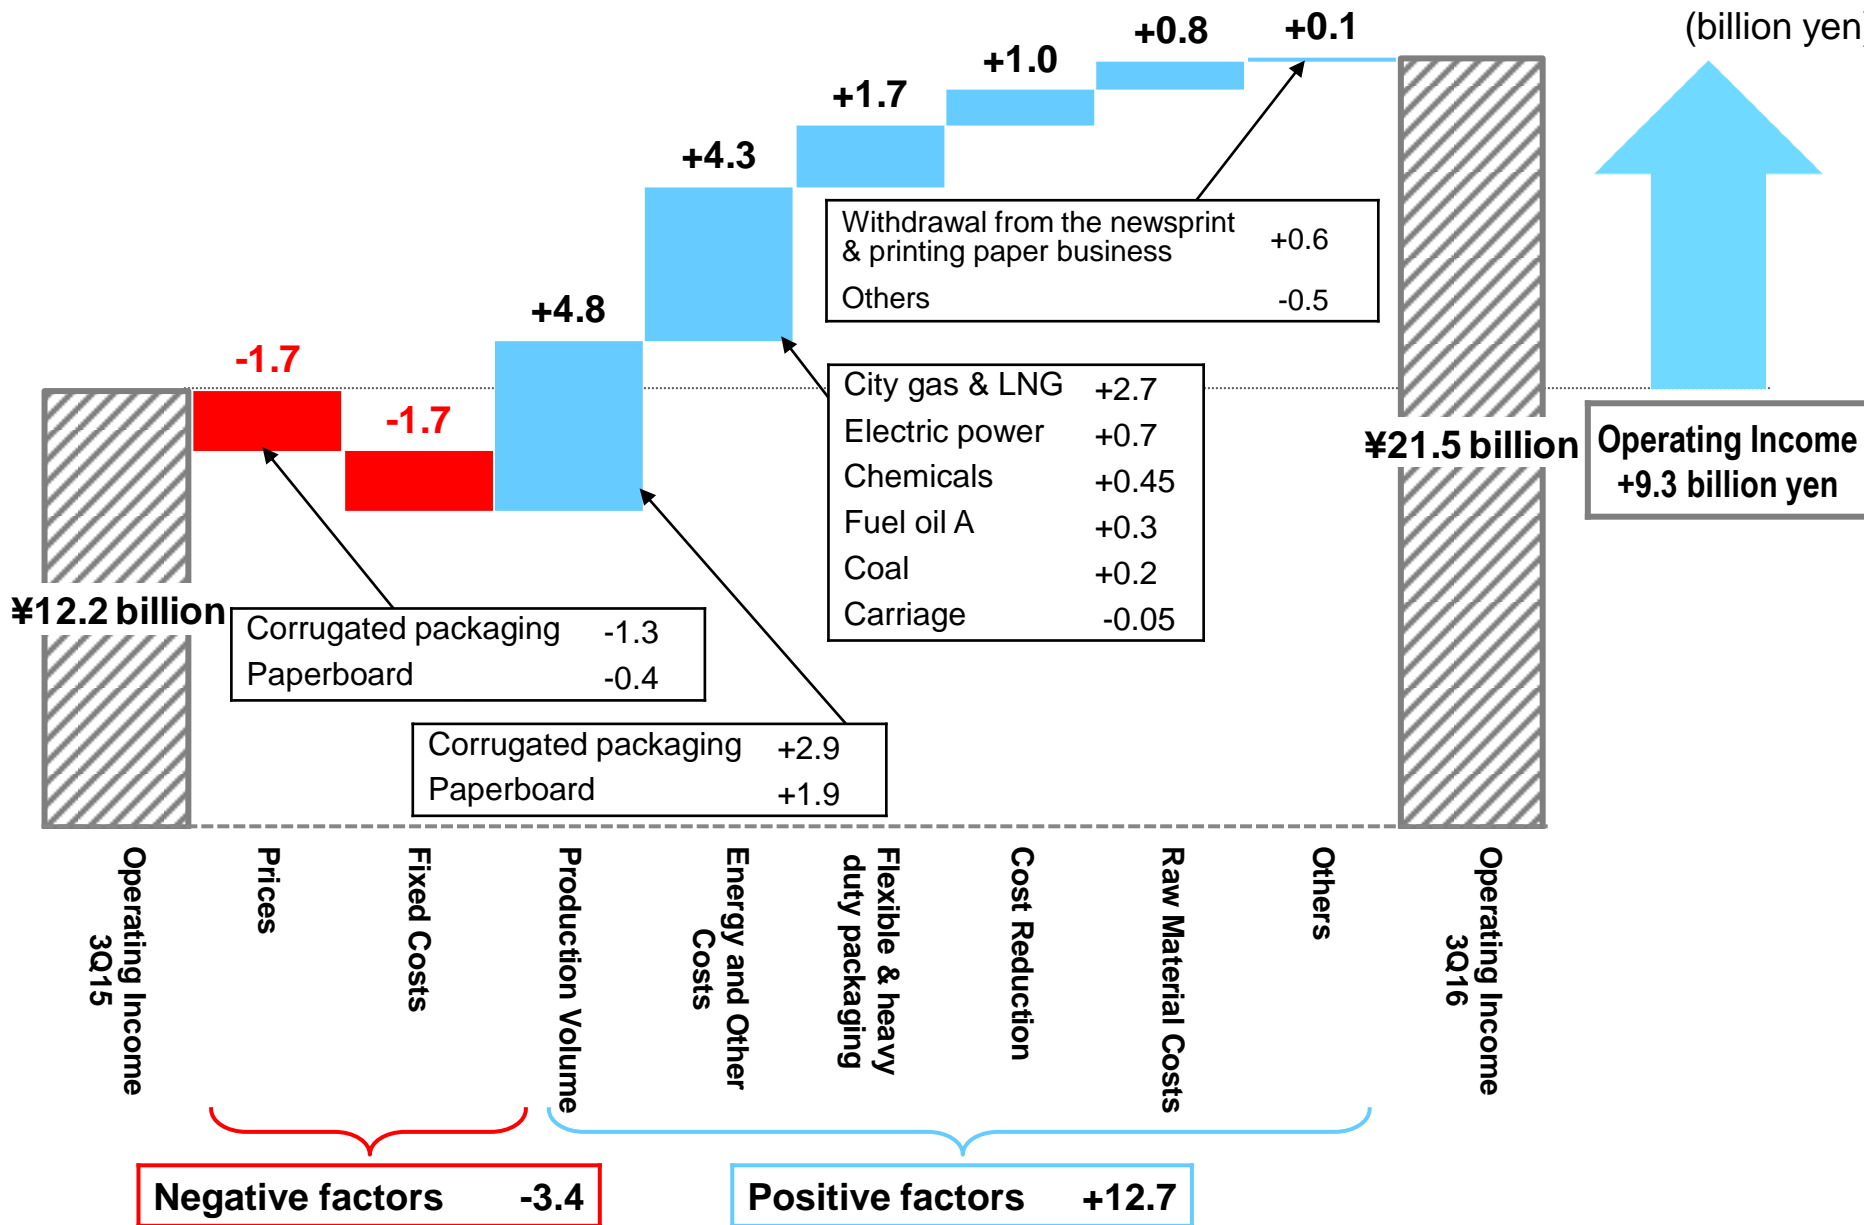 (billion yen)
+0.1
+0.8
+1.0
+1.7
+4.3
+4.8
-1.7
-1.7
Withdrawal from the newsprint
& printing paper business +0.6
Others -0.5
City gas & LNG +2.7
Electric power +0.7
Chemicals +0.45
Fuel oil A +0.3
Coal +0.2
Carriage -0.05
¥21.5 billion
Operating Income
+9.3 billion yen
¥12.2 billion
Corrugated packaging -1.3
Paperboard -0.4
Corrugated packaging +2.9
Paperboard +1.9
Operating Income
3Q15
Prices
Fixed Costs
Production Volume
Energy and Other
Costs
Flexible & heavy
duty packaging
Cost Reduction
Raw Material Costs
Others
Operating Income
3Q16
Negative factors -3.4
Positive factors +12.7